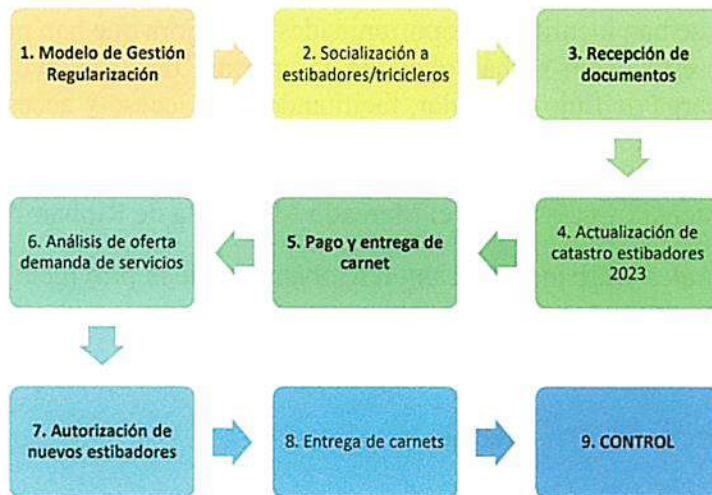 1. Modelo de Gestión
Regularización
2. Socialización a
estibadores/tricicleros
3. Recepción de
documentos
4. Actualización de
catastro estibadores
2023
5. Pago y entrega de
carnet
6. Análisis de oferta
demanda de servicios
7. Autorización de
nuevos estibadores
8. Entrega de carnets
9. CONTROL